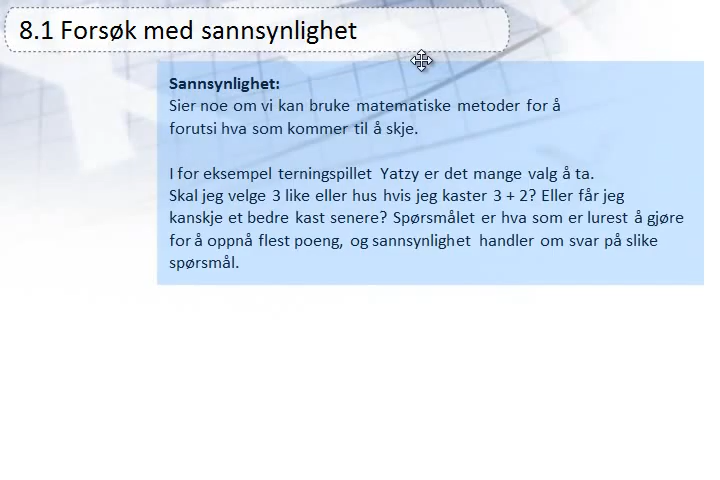 8.1 Forsøk med sannsynlighet
Sannsynlighet:
Sier noe om vi kan bruke matematiske metoder for å
forutsi hva som kommer til å skje.
I for eksempel terningspillet Yatzy er det mange valg å ta.
Skal jeg velge 3 like eller hus hvis jeg kaster 3 + 2? Eller får jeg
kanskje et bedre kast senere? Spørsmålet er hva som er lurest å gjøre
for å oppnå flest poeng, og sannsynlighet handler om svar på slike
spørsmål.